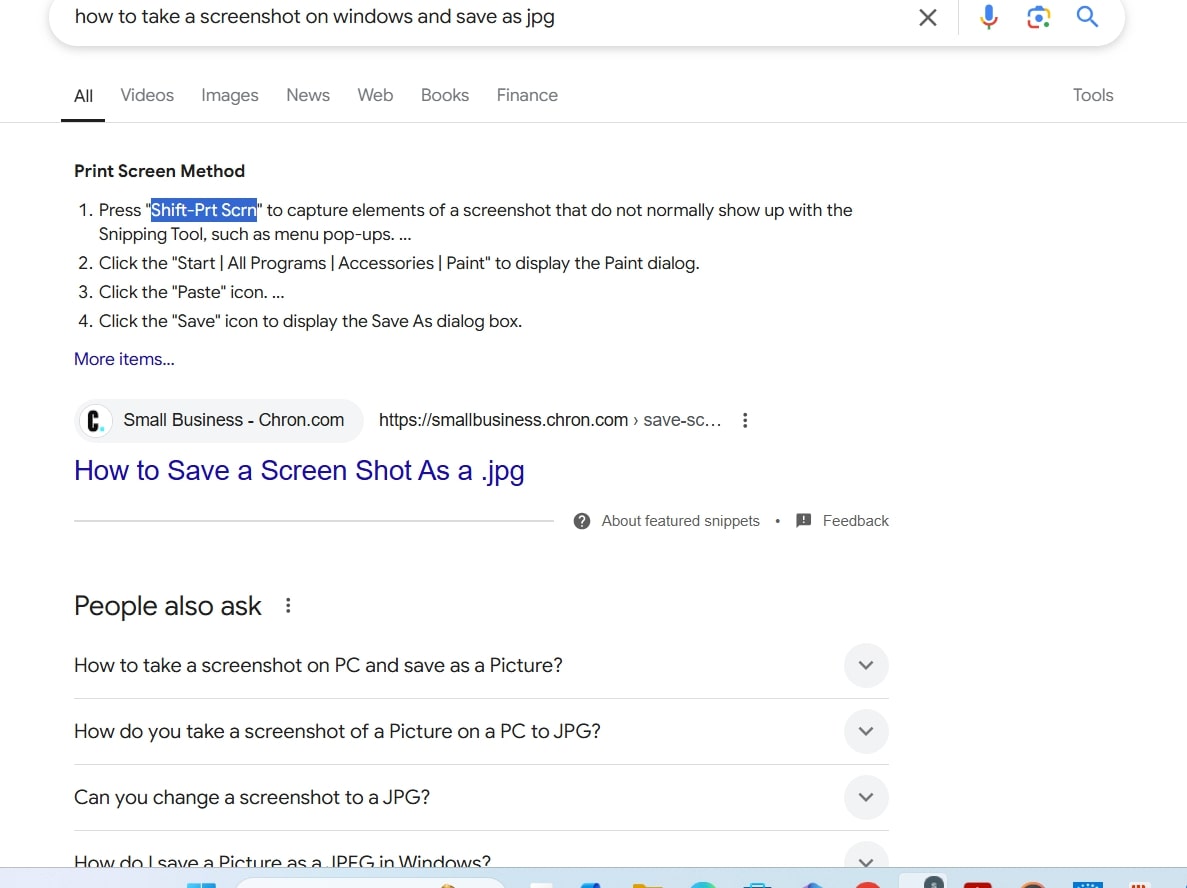 how to take a screenshot on windows and save as jpg
All Videos Images News Web Books Finance Tools
Print Screen Method
1. Press "Shift-Prt Scrn" to capture elements of a screenshot that do not normally show up with the
Snipping Tool, such as menu pop-ups. ...
2. Click the "Start | All Programs | Accessories | Paint" to display the Paint dialog.
3. Click the "Paste" icon. ...
4. Click the "Save" icon to display the Save As dialog box.
More items...
C. Small Business - Chron.com https://smallbusiness.chron.com › save-sc...
How to Save a Screen Shot As a .jpg
About featured snippets • Feedback
People also ask
How to take a screenshot on PC and save as a Picture?
How do you take a screenshot of a Picture on a PC to JPG?
Can you change a screenshot to a JPG?
How do I save a Picture as a JPEG in Windows?